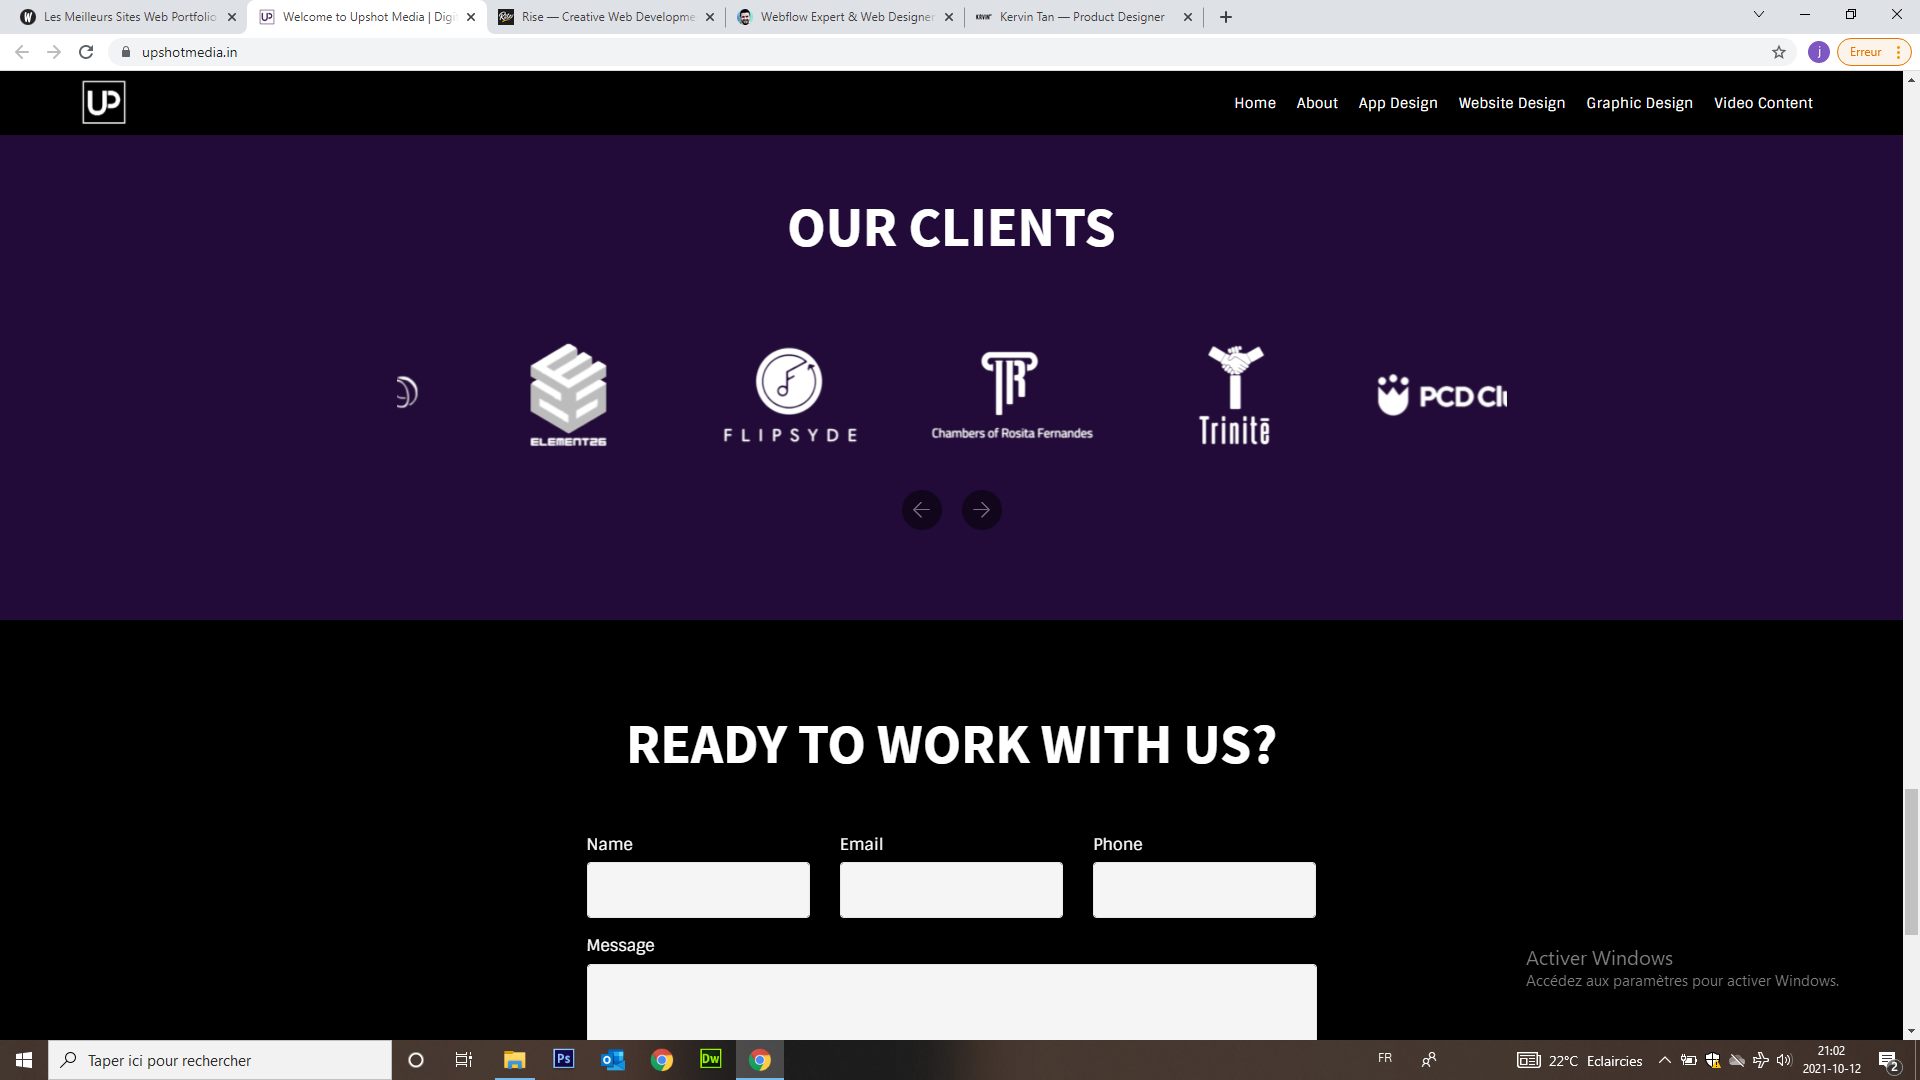 Les Meilleurs Sites Web Portfolio
Welcome to Upshot Media | Digi
Rise — Creative Web Developme
Webflow Expert & Web Designer
Kervin Tan — Product Designer
upshotmedia.in
j
Erreur
UP
Home
About
App Design
Website Design
Graphic Design
Video Content
OUR CLIENTS
ELEMENT26
FLIPSYDE
Chambers of Rosita Fernandes
Trinitē
PCD Clu
READY TO WORK WITH US?
Name
Email
Phone
Message
Activer Windows
Accédez aux paramètres pour activer Windows.
Taper ici pour rechercher
Ps
Dw
FR
22°C Eclaircies
21:02
2021-10-12
2